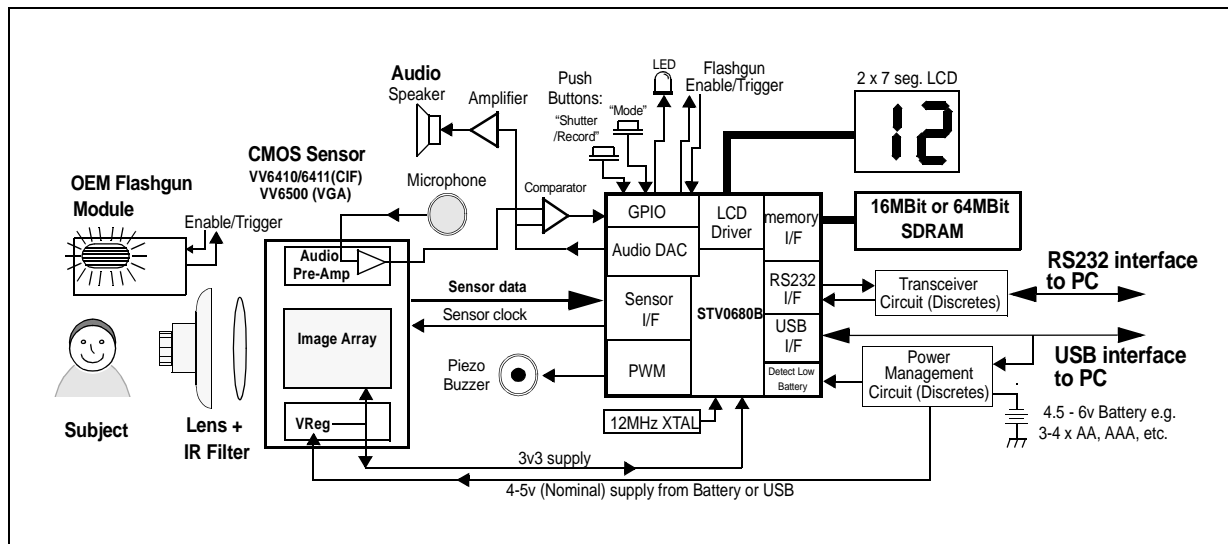 LED
Flashgun
Enable/Trigger
2 x 7 seg. LCD
12
Push
Buttons:
“Mode”
“Shutter
/Record”
Audio
Speaker
Amplifier
CMOS Sensor
VV6410/6411(CIF)
VV6500 (VGA)
Microphone
Comparator
OEM Flashgun
Module
Enable/Trigger
Audio
Pre-Amp
Image Array
VReg
Sensor data
Sensor clock
GPIO
LCD
Driver
memory
I/F
Audio DAC
Sensor
I/F
STV0680B
RS232
I/F
USB
I/F
PWM
Detect Low
Battery
16MBit or 64MBit
SDRAM
Transceiver
Circuit (Discretes)
RS232 interface
to PC
USB interface
to PC
Power
Management
Circuit (Discretes)
4.5 - 6v Battery e.g.
3-4 x AA, AAA, etc.
Piezo
Buzzer
12MHz XTAL
Subject
Lens +
IR Filter
3v3 supply
4-5v (Nominal) supply from Battery or USB